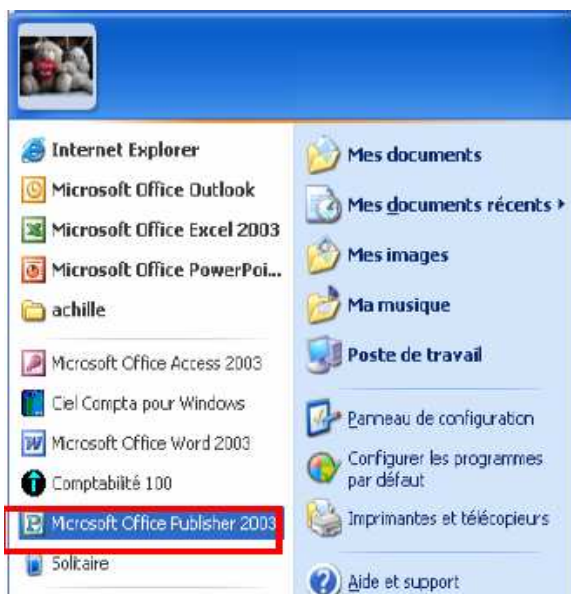 Internet Explorer
Microsoft Office Outlook
Microsoft Office Excel 2003
Microsoft Office PowerPoi...
achille
Microsoft Office Access 2003
Ciel Compta pour Windows
Microsoft Office Word 2003
Comptabilité 100
Microsoft Office Publisher 2003
Solitaire
Mes documents
Mes documents récents
Mes images
Ma musique
Poste de travail
Panneau de configuration
Configurer les programmes
par défaut
Imprimantes et télécopieurs
Aide et support